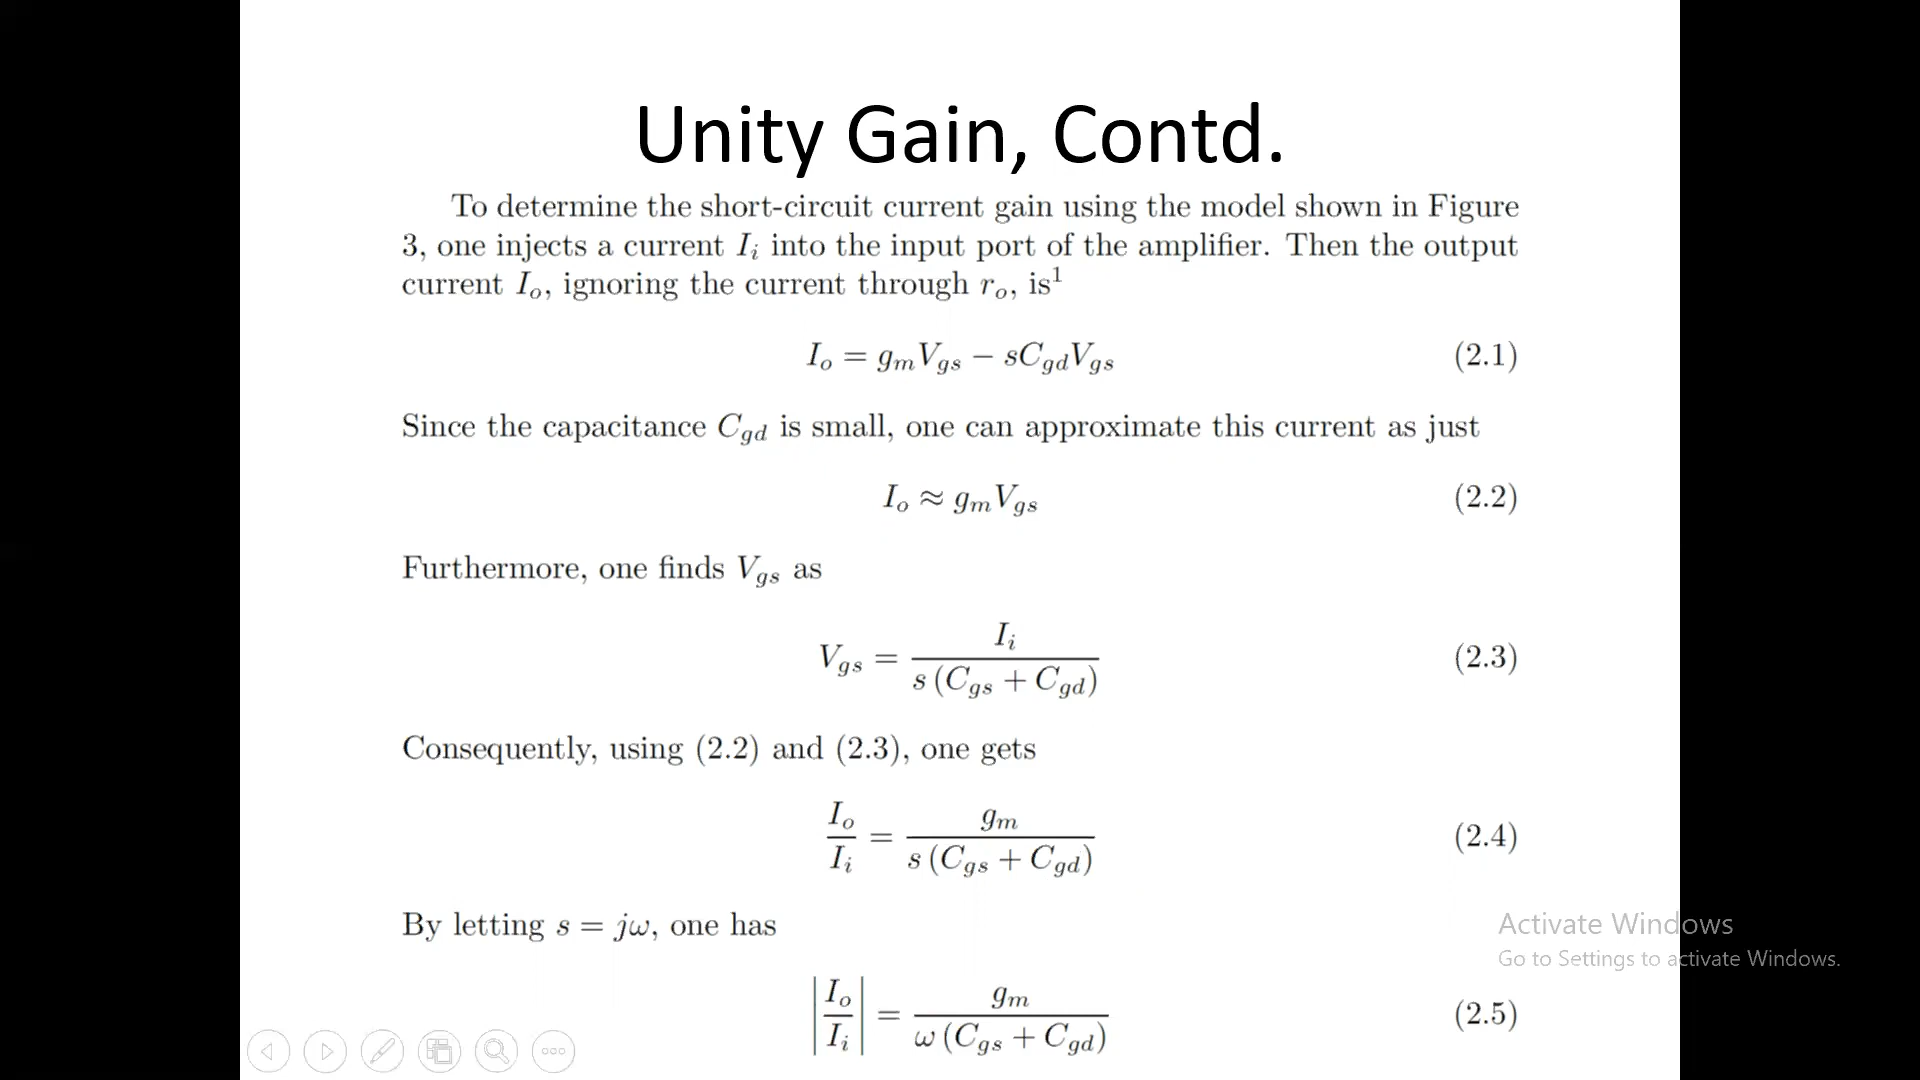 Unity Gain, Contd.
To determine the short-circuit current gain using the model shown in Figure
3, one injects a current I_i into the input port of the amplifier. Then the output
current I_o, ignoring the current through r_o, is¹
I_o = g_m V_gs − sC_gd V_gs (2.1)
Since the capacitance C_gd is small, one can approximate this current as just
I_o ≈ g_m V_gs (2.2)
Furthermore, one finds V_gs as
V_gs = I_i / s (C_gs + C_gd) (2.3)
Consequently, using (2.2) and (2.3), one gets
I_o / I_i = g_m / s (C_gs + C_gd) (2.4)
By letting s = jω, one has
|I_o / I_i| = g_m / ω (C_gs + C_gd) (2.5)
Activate Windows
Go to Settings to activate Windows.